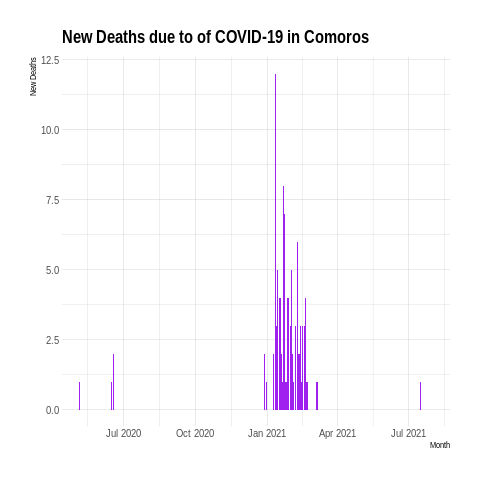 New Deaths due to of COVID-19 in Comoros
New Deaths
12.5
10.0
7.5
5.0
2.5
0.0
Jul 2020 Oct 2020 Jan 2021 Apr 2021 Jul 2021
Month